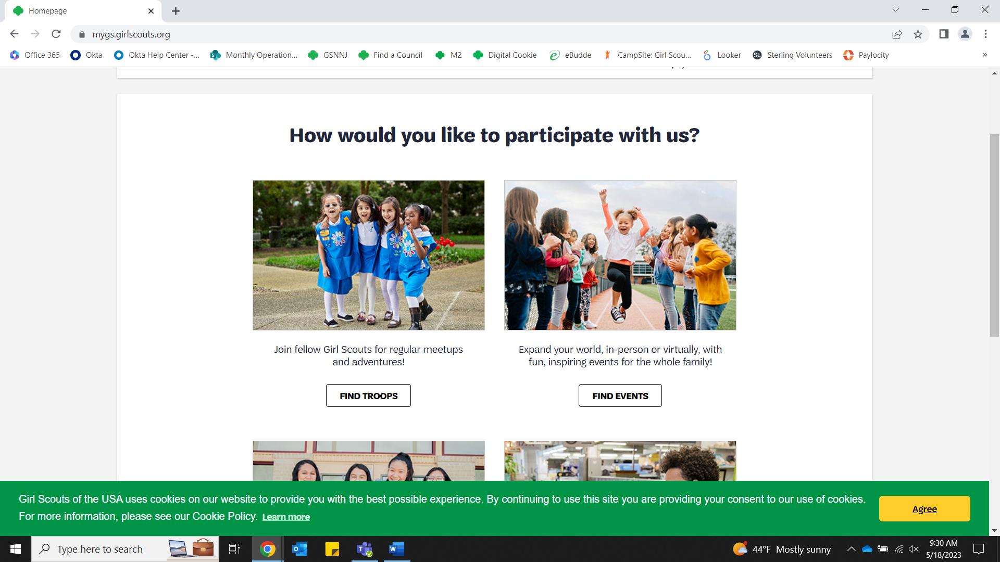 Homepage
mygs.girlscouts.org
Office 365 Okta Okta Help Center -... Monthly Operation... GSNNJ Find a Council M2 Digital Cookie eBudde CampSite: Girl Scou... Looker Sterling Volunteers Paylocity »
How would you like to participate with us?
Join fellow Girl Scouts for regular meetups
and adventures!
FIND TROOPS
Expand your world, in-person or virtually, with
fun, inspiring events for the whole family!
FIND EVENTS
Girl Scouts of the USA uses cookies on our website to provide you with the best possible experience. By continuing to use this site you are providing your consent to our use of cookies.
For more information, please see our Cookie Policy. Learn more
Agree
Type here to search
44°F Mostly sunny
9:30 AM
5/18/2023